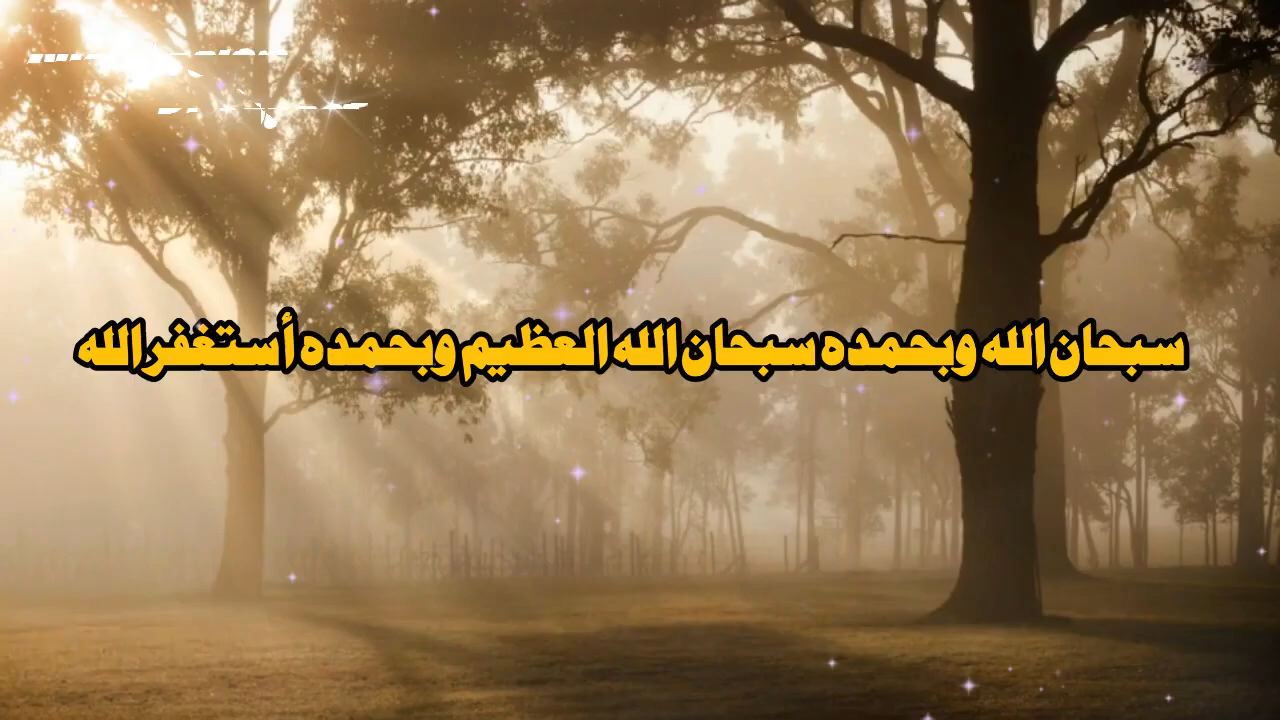 سبحان الله وبحمده سبحان الله العظيم وبحمده أستغفر الله